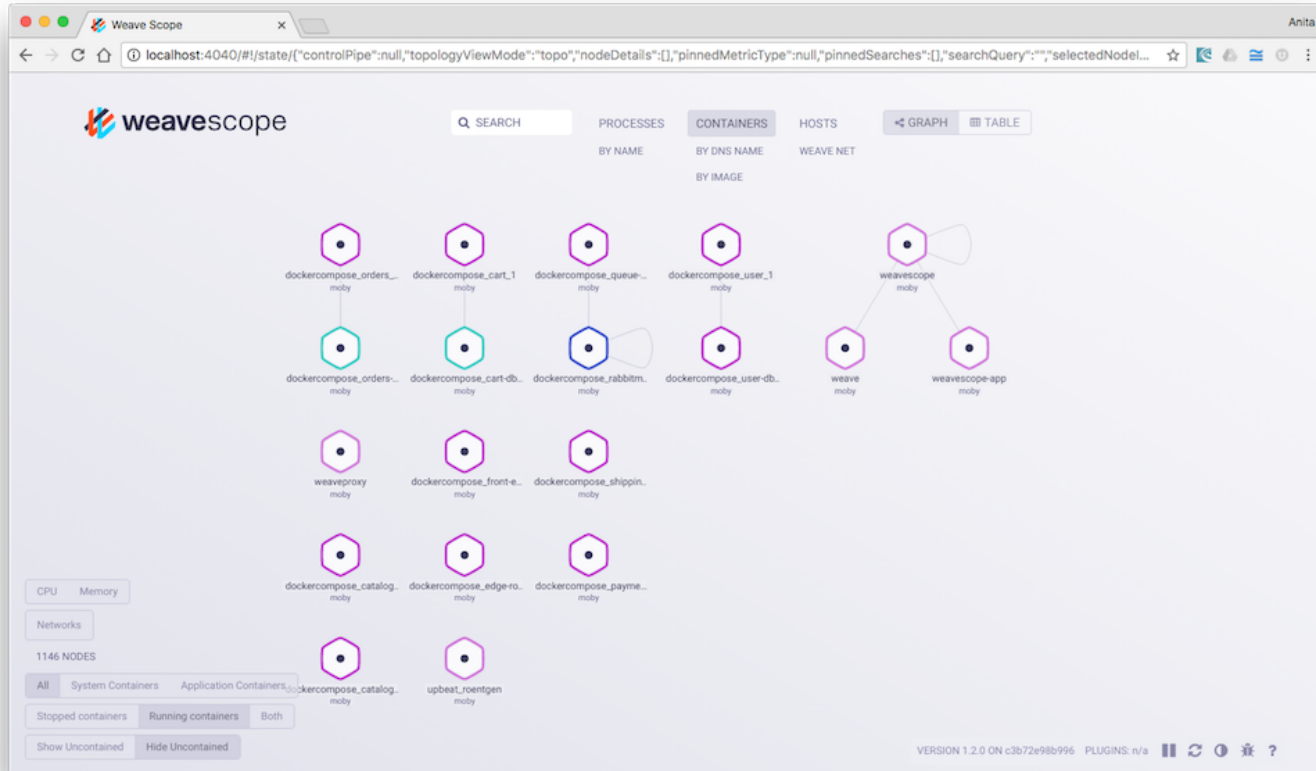 Weave Scope
Anita
localhost:4040/#!/state/{"controlPipe":null,"topologyViewMode":"topo","nodeDetails":[],"pinnedMetricType":null,"pinnedSearches":[],"searchQuery":"","selectedNodeI...
weavescope
SEARCH PROCESSES CONTAINERS HOSTS GRAPH TABLE
BY NAME BY DNS NAME WEAVE NET
BY IMAGE
dockercompose_orders_... dockercompose_cart_1 dockercompose_queue-... dockercompose_user_1 weavescope
moby moby moby moby moby
dockercompose_orders-... dockercompose_cart-db... dockercompose_rabbitm... dockercompose_user-db... weave weavescope-app
moby moby moby moby moby moby
weaveproxy dockercompose_front-e... dockercompose_shippin...
moby moby moby
dockercompose_catalog... dockercompose_edge-ro... dockercompose_payme...
moby moby moby
CPU Memory
Networks
1146 NODES
dockercompose_catalog... upbeat_roentgen
moby moby
All System Containers Application Containers
Stopped containers Running containers Both
Show Uncontained Hide Uncontained
VERSION 1.2.0 ON c3b72e98b996 PLUGINS: n/a ?